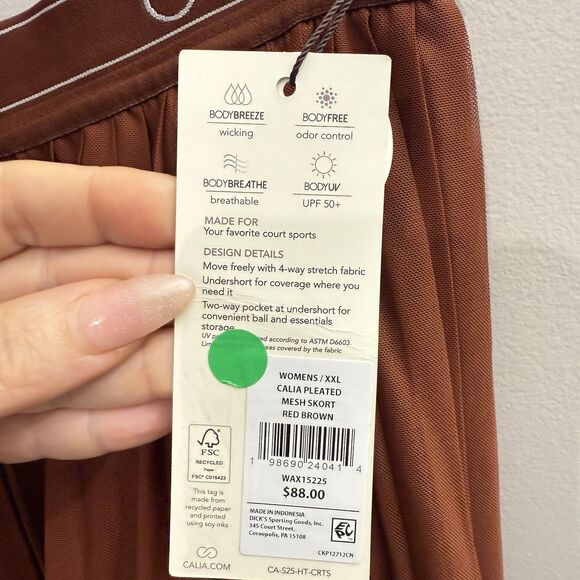 BODYBREEZE
wicking
BODYFREE
odor control
BODYBREATHE
breathable
BODYUV
UPF 50+
MADE FOR
Your favorite court sports
DESIGN DETAILS
Move freely with 4-way stretch fabric
Undershort for coverage where you
need it
Two-way pocket at undershort for
convenient ball and essentials
storage
UV according to ASTM D6603.
covered by the fabric
WOMENS / XXL
CALIA PLEATED
MESH SKORT
RED BROWN
1 98690 24041 4
WAX15225
$88.00
MADE IN INDONESIA
DICK'S Sporting Goods, Inc.
345 Court Street,
Coraopolis, PA 15108
CKP12712CN
FSC
RECYCLED
Paper
FSC® C016423
This tag is
made from
recycled paper
and printed
using soy inks
CALIA.COM
CA-S25-HT-CRTS